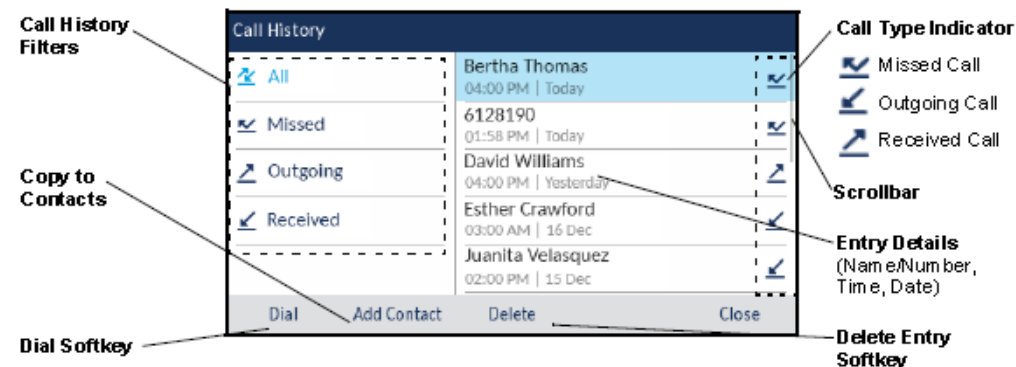 Call History
Filters
Copy to
Contacts
Dial Softkey
Call History
All
Missed
Outgoing
Received
Bertha Thomas
04:00 PM | Today
6128190
01:58 PM | Today
David Williams
04:00 PM | Yesterday
Esther Crawford
03:00 AM | 16 Dec
Juanita Velasquez
02:00 PM | 15 Dec
Dial
Add Contact
Delete
Close
Call Type Indicator
Missed Call
Outgoing Call
Received Call
Scrollbar
Entry Details
(Name/Number,
Time, Date)
Delete Entry
Softkey